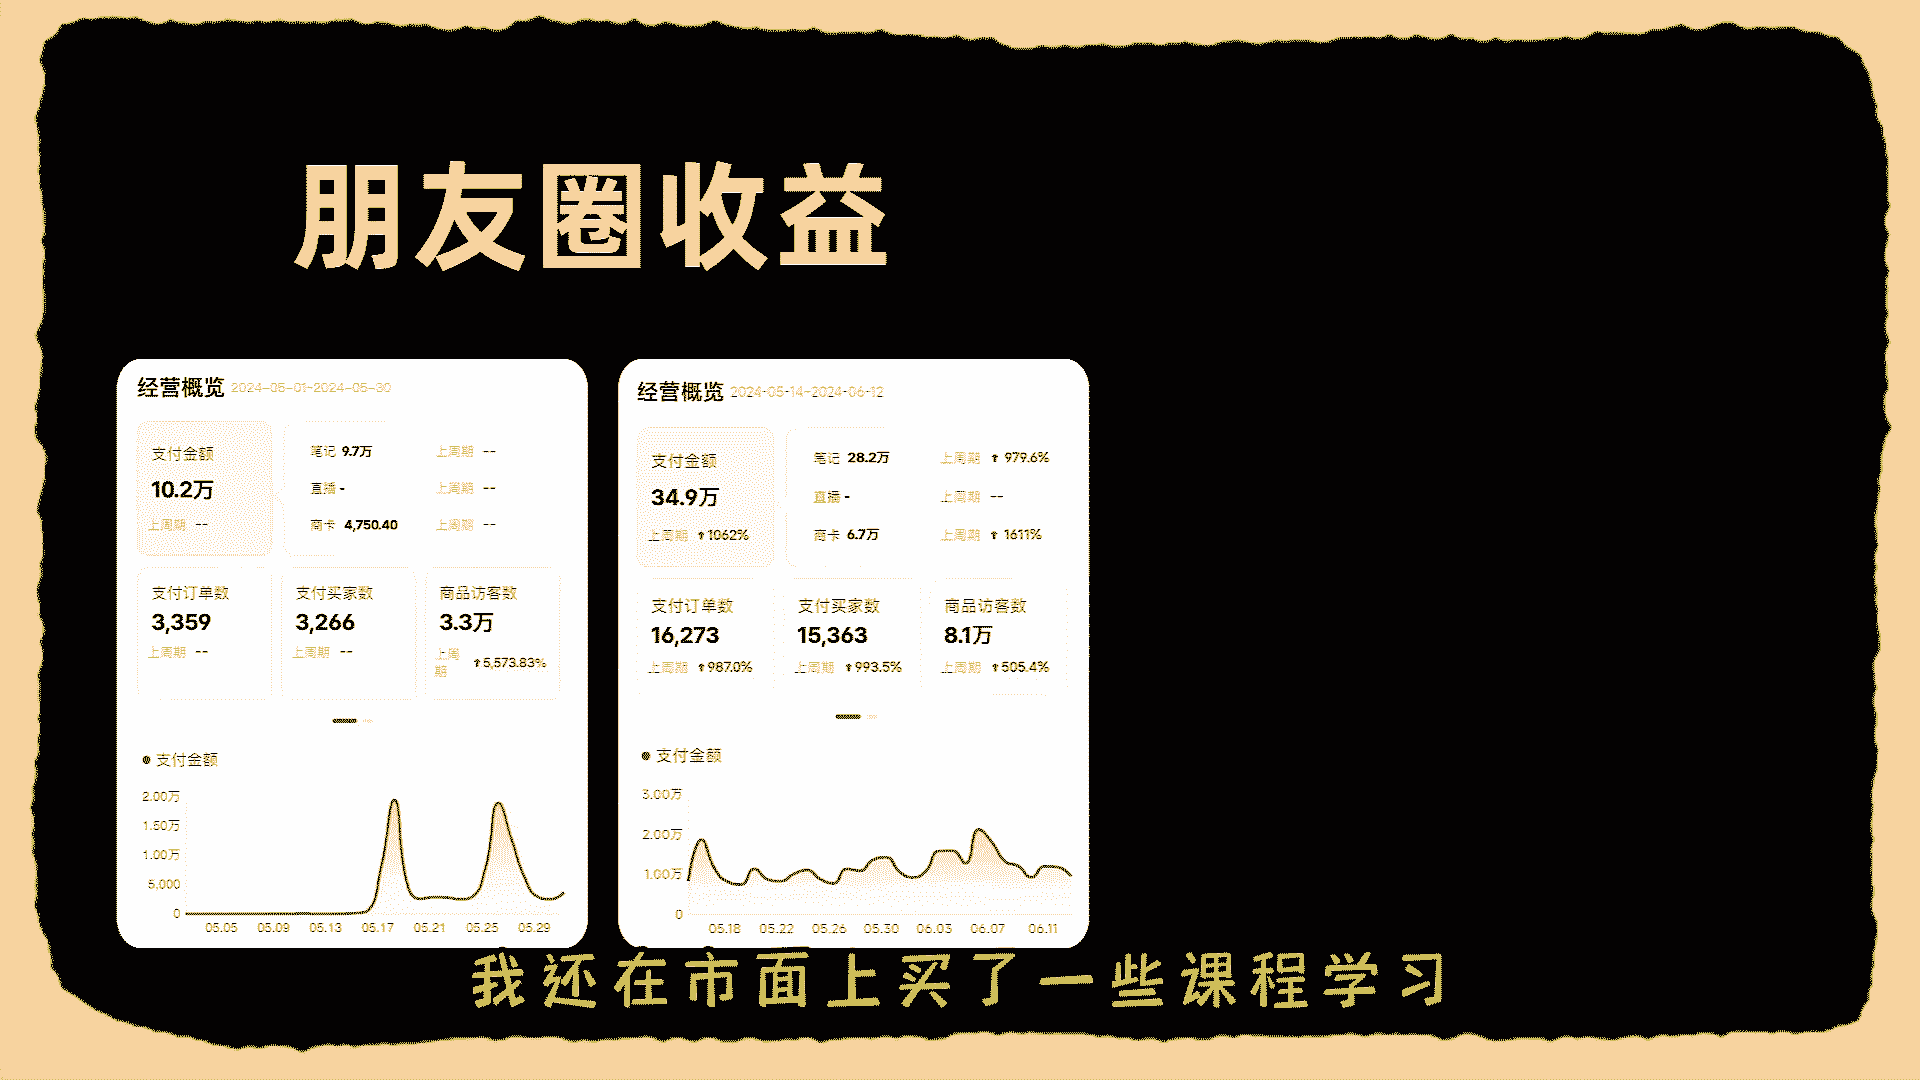 朋友圈收益
经营概览 2024-05-01~2024-05-30
支付金额
10.2万
上周期 --
笔记 9.7万 上周期 --
直播 - 上周期 --
商卡 4,750.40 上周期 --
支付订单数
3,359
上周期 --
支付买家数
3,266
上周期 --
商品访客数
3.3万
上周期 ↑5,573.83%
支付金额
2.00万
1.50万
1.00万
5,000
0
05.05 05.09 05.13 05.17 05.21 05.25 05.29
经营概览 2024-05-14~2024-06-12
支付金额
34.9万
上周期 ↑1062%
笔记 28.2万 上周期 ↑979.6%
直播 - 上周期 --
商卡 6.7万 上周期 ↑1611%
支付订单数
16,273
上周期 ↑987.0%
支付买家数
15,363
上周期 ↑993.5%
商品访客数
8.1万
上周期 ↑505.4%
支付金额
3.00万
2.00万
1.00万
0
05.18 05.22 05.26 05.30 06.03 06.07 06.11
我还在市面上买了一些课程学习